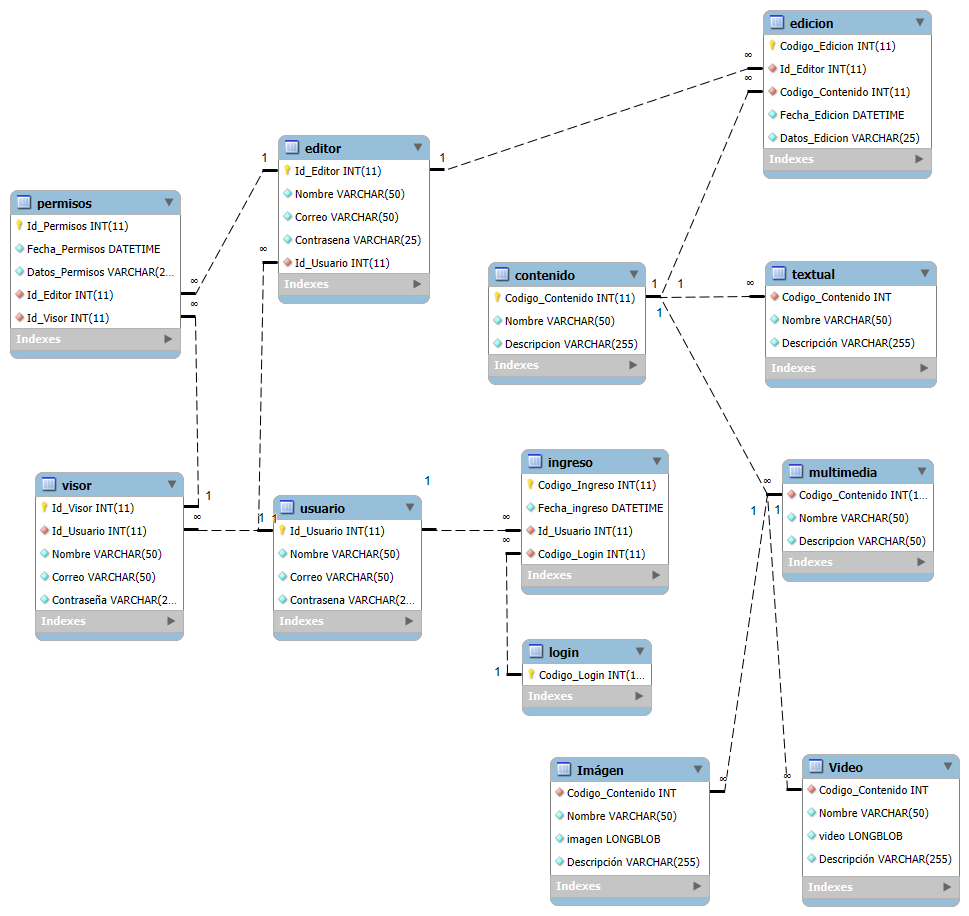 edicion
Codigo_Edicion INT(11)
Id_Editor INT(11)
Codigo_Contenido INT(11)
Fecha_Edicion DATETIME
Datos_Edicion VARCHAR(25)
Indexes
∞
∞
editor
Id_Editor INT(11)
Nombre VARCHAR(50)
Correo VARCHAR(50)
Contrasena VARCHAR(25)
Id_Usuario INT(11)
Indexes
1
1
∞
permisos
Id_Permisos INT(11)
Fecha_Permisos DATETIME
Datos_Permisos VARCHAR(2...
Id_Editor INT(11)
Id_Visor INT(11)
Indexes
∞
∞
contenido
Codigo_Contenido INT(11)
Nombre VARCHAR(50)
Descripcion VARCHAR(255)
Indexes
1
1
1
∞
textual
Codigo_Contenido INT
Nombre VARCHAR(50)
Descripción VARCHAR(255)
Indexes
visor
Id_Visor INT(11)
Id_Usuario INT(11)
Nombre VARCHAR(50)
Correo VARCHAR(50)
Contraseña VARCHAR(2...
Indexes
1
∞
1
1
usuario
Id_Usuario INT(11)
Nombre VARCHAR(50)
Correo VARCHAR(50)
Contrasena VARCHAR(2...
Indexes
1
∞
∞
ingreso
Codigo_Ingreso INT(11)
Fecha_ingreso DATETIME
Id_Usuario INT(11)
Codigo_Login INT(11)
Indexes
multimedia
Codigo_Contenido INT(1...
Nombre VARCHAR(50)
Descripcion VARCHAR(50)
Indexes
∞
1
1
login
Codigo_Login INT(1...
Indexes
1
Imágen
Codigo_Contenido INT
Nombre VARCHAR(50)
imagen LONGBLOB
Descripción VARCHAR(255)
Indexes
∞
∞
Video
Codigo_Contenido INT
Nombre VARCHAR(50)
video LONGBLOB
Descripción VARCHAR(255)
Indexes